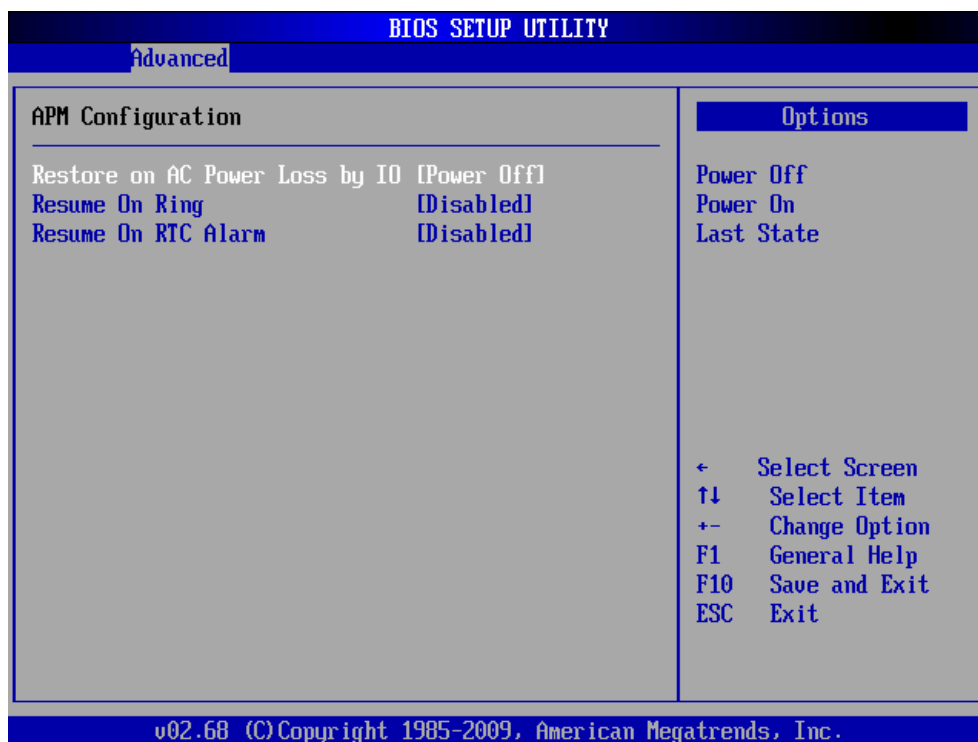 BIOS SETUP UTILITY
Advanced
APM Configuration
Restore on AC Power Loss by IO [Power Off]
Resume On Ring [Disabled]
Resume On RTC Alarm [Disabled]
Options
Power Off
Power On
Last State
← Select Screen
↑↓ Select Item
+- Change Option
F1 General Help
F10 Save and Exit
ESC Exit
v02.68 (C)Copyright 1985-2009, American Megatrends, Inc.